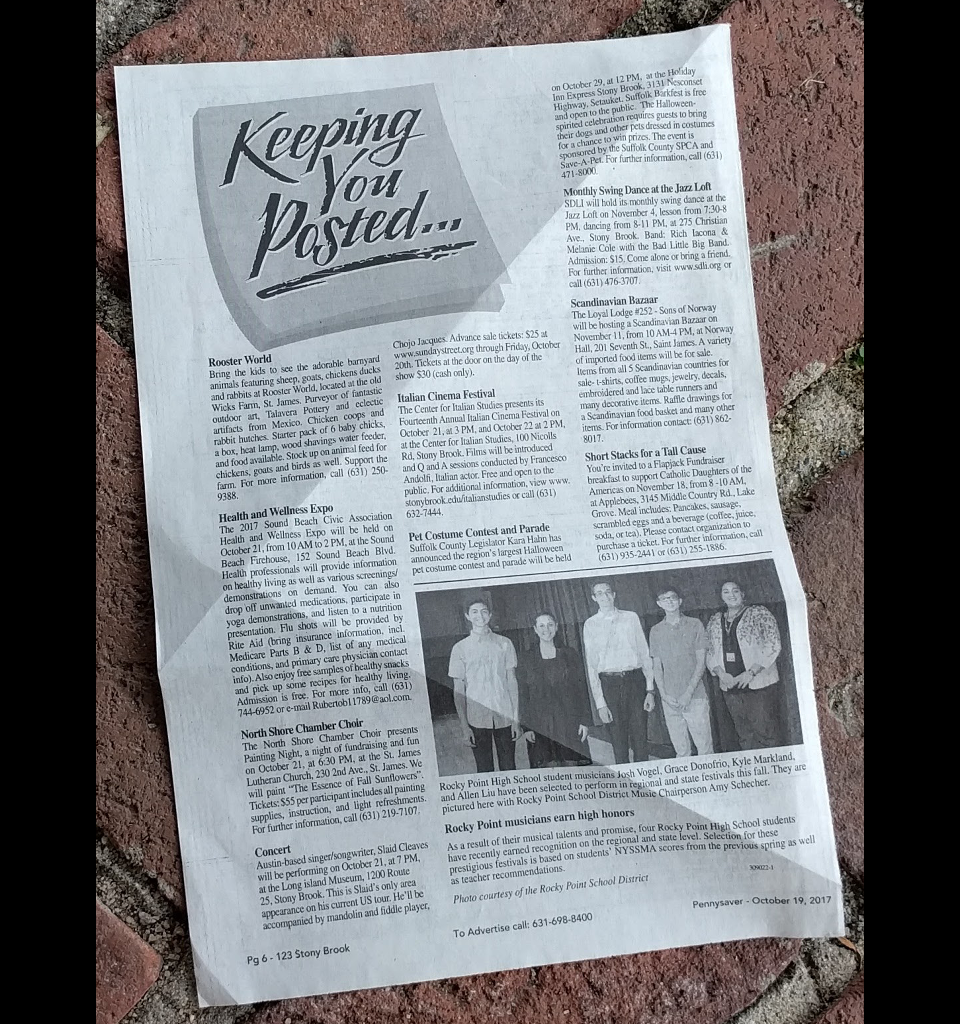 Keeping
You
Posted...
Rooster World
Bring the kids to see the adorable barnyard
animals featuring sheep, goats, chickens ducks
and rabbits at Rooster World, located at the old
Wicks Farm, St. James. Purveyor of fantastic
outdoor art, Talavera Pottery and eclectic
artifacts from Mexico. Chicken coops and
rabbit hutches. Starter pack of 6 baby chicks,
a box, heat lamp, wood shavings water feeder,
and food available. Stock up on animal feed for
chickens, goats and birds as well. Support the
farm. For more information, call (631) 250-
9388.
Health and Wellness Expo
The 2017 Sound Beach Civic Association
Health and Wellness Expo will be held on
October 21, from 10 AM to 2 PM, at the Sound
Beach Firehouse, 152 Sound Beach Blvd.
Health professionals will provide information
on healthy living as well as various screenings/
demonstrations on demand. You can also
drop off unwanted medications, participate in
yoga demonstrations, and listen to a nutrition
presentation. Flu shots will be provided by
Rite Aid (bring insurance information, incl.
Medicare Parts B & D, list of any medical
conditions, and primary care physician contact
info). Also enjoy free samples of healthy snacks
and pick up some recipes for healthy living.
Admission is free. For more info, call (631)
744-6952 or e-mail Rubertob11789@aol.com.
North Shore Chamber Choir
The North Shore Chamber Choir presents
Painting Night, a night of fundraising and fun
on October 21, at 6:30 PM, at the St. James
Lutheran Church, 230 2nd Ave., St. James. We
will paint "The Essence of Fall Sunflowers".
Tickets: $55 per participant includes all painting
supplies, instruction, and light refreshments.
For further information, call (631) 219-7107.
Concert
Austin-based singer/songwriter, Slaid Cleaves
will be performing on October 21, at 7 PM,
at the Long island Museum, 1200 Route
25, Stony Brook. This is Slaid's only area
appearance on his current US tour. He'll be
accompanied by mandolin and fiddle player,
Chojo Jacques. Advance sale tickets: $25 at
www.sundaystreet.org through Friday, October
20th. Tickets at the door on the day of the
show $30 (cash only).
Italian Cinema Festival
The Center for Italian Studies presents its
Fourteenth Annual Italian Cinema Festival on
October 21, at 3 PM, and October 22 at 2 PM,
at the Center for Italian Studies, 100 Nicolls
Rd, Stony Brook. Films will be introduced
and Q and A sessions conducted by Francesco
Andolfi, Italian actor. Free and open to the
public. For additional information, view www.
stonybrook.edu/italianstudies or call (631)
632-7444.
Pet Costume Contest and Parade
Suffolk County Legislator Kara Hahn has
announced the region's largest Halloween
pet costume contest and parade will be held
on October 29, at 12 PM, at the Holiday
Inn Express Stony Brook, 3131 Nesconset
Highway, Setauket. Suffolk Barkfest is free
and open to the public. The Halloween-
spirited celebration requires guests to bring
their dogs and other pets dressed in costumes
for a chance to win prizes. The event is
sponsored by the Suffolk County SPCA and
Save-A-Pet. For further information, call (631)
471-8000.
Monthly Swing Dance at the Jazz Loft
SDLI will hold its monthly swing dance at the
Jazz Loft on November 4, lesson from 7:30-8
PM, dancing from 8-11 PM, at 275 Christian
Ave., Stony Brook. Band: Rich Iacona &
Melanie Cole with the Bad Little Big Band.
Admission: $15. Come alone or bring a friend.
For further information, visit www.sdli.org or
call (631) 476-3707.
Scandinavian Bazaar
The Loyal Lodge #252 - Sons of Norway
will be hosting a Scandinavian Bazaar on
November 11, from 10 AM-4 PM, at Norway
Hall, 201 Seventh St., Saint James. A variety
of imported food items will be for sale.
Items from all 5 Scandinavian countries for
sale- t-shirts, coffee mugs, jewelry, decals,
embroidered and lace table runners and
many decorative items. Raffle drawings for
a Scandinavian food basket and many other
items. For information contact: (631) 862-
8017.
Short Stacks for a Tall Cause
You're invited to a Flapjack Fundraiser
breakfast to support Catholic Daughters of the
Americas on November 18, from 8 -10 AM,
at Applebees, 3145 Middle Country Rd., Lake
Grove. Meal includes: Pancakes, sausage,
scrambled eggs and a beverage (coffee, juice,
soda, or tea). Please contact organization to
purchase a ticket. For further information, call
(631) 935-2441 or (631) 255-1886.
Rocky Point High School student musicians Josh Vogel, Grace Donofrio, Kyle Markland,
and Allen Liu have been selected to perform in regional and state festivals this fall. They are
pictured here with Rocky Point School District Music Chairperson Amy Schecher.
Rocky Point musicians earn high honors
As a result of their musical talents and promise, four Rocky Point High School students
have recently earned recognition on the regional and state level. Selection for these
prestigious festivals is based on students' NYSSMA scores from the previous spring as well
as teacher recommendations.
309022-1
Photo courtesy of the Rocky Point School District
Pg 6 - 123 Stony Brook
To Advertise call: 631-698-8400
Pennysaver - October 19, 2017